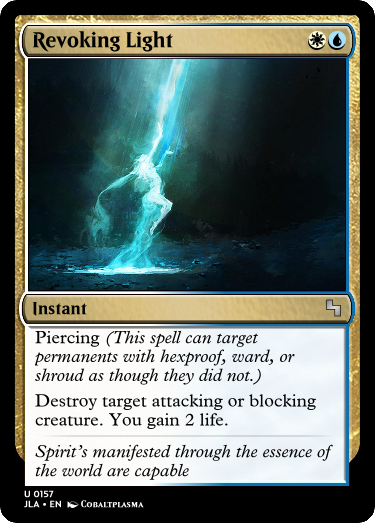 Revoking Light
Instant
Piercing (This spell can target
permanents with hexproof, ward, or
shroud as though they did not.)
Destroy target attacking or blocking
creature. You gain 2 life.
Spirit's manifested through the essence of
the world are capable
U 0157
JLA • EN Cobaltplasma